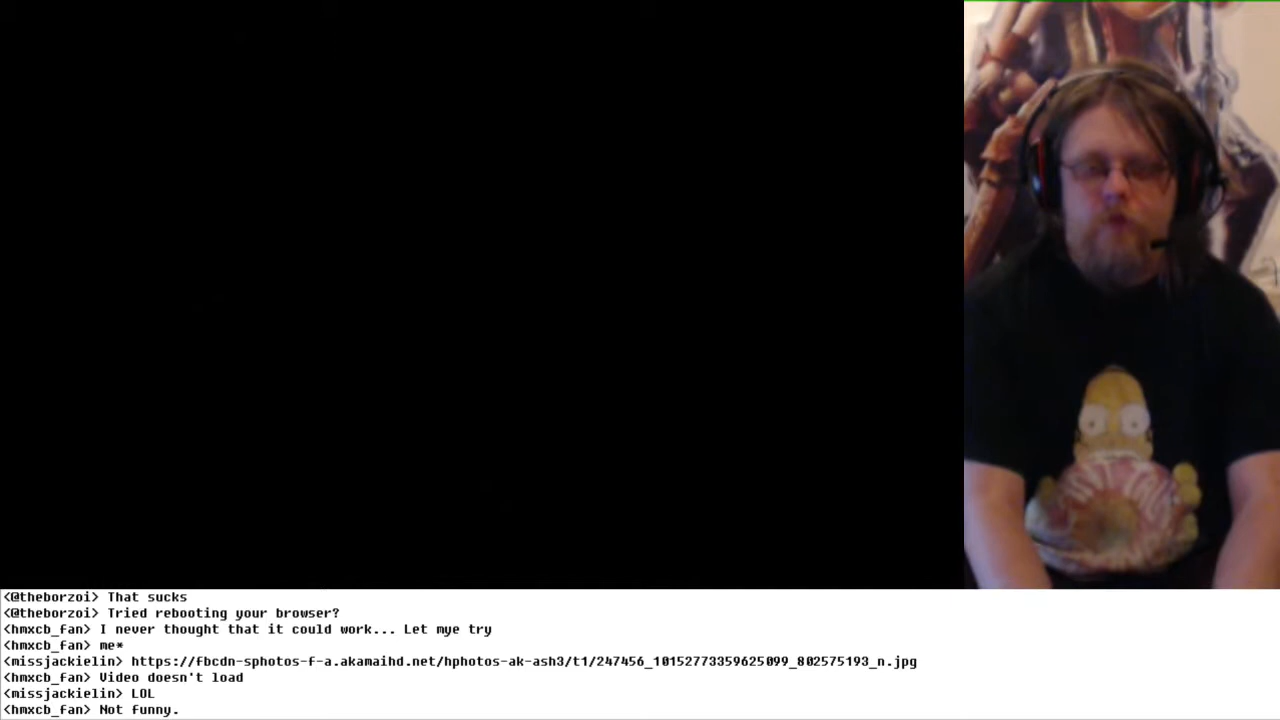 <@theborzoi> That sucks
<@theborzoi> Tried rebooting your browser?
<hmxcb_fan> I never thought that it could work... Let mye try
<hmxcb_fan> me*
<missjackielin> https://fbcdn-sphotos-f-a.akamaihd.net/hphotos-ak-ash3/t1/247456_10152773359625099_802575193_n.jpg
<hmxcb_fan> Video doesn't load
<missjackielin> LOL
<hmxcb_fan> Not funny.